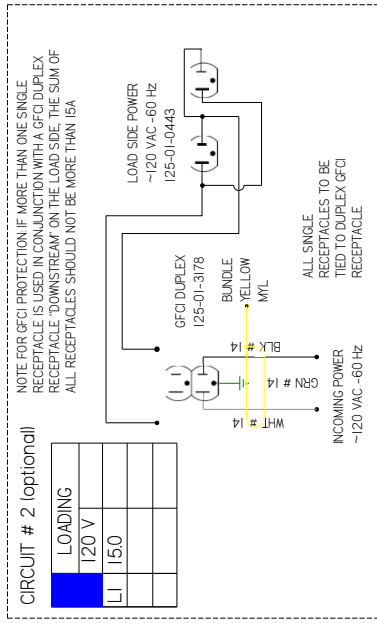 CIRCUIT # 2 (optional)
LOADING
120 V
L1 15.0
NOTE FOR GFCI PROTECTION: IF MORE THAN ONE SINGLE
RECEPTACLE IS USED IN CONJUNCTION WITH A GFCI DUPLEX
RECEPTACLE "DOWNSTREAM" ON THE LOAD SIDE, THE SUM OF
ALL RECEPTACLES SHOULD NOT BE MORE THAN 15A
LOAD SIDE POWER
~120 VAC -60 Hz
125-01-0443
GFCI DUPLEX
125-01-3178
BUNDLE
YELLOW
MYL
WHT # 14
GRN # 14
BLK # 14
INCOMING POWER
~120 VAC -60 Hz
ALL SINGLE
RECEPTACLES TO BE
TIED TO DUPLEX GFCI
RECEPTACLE